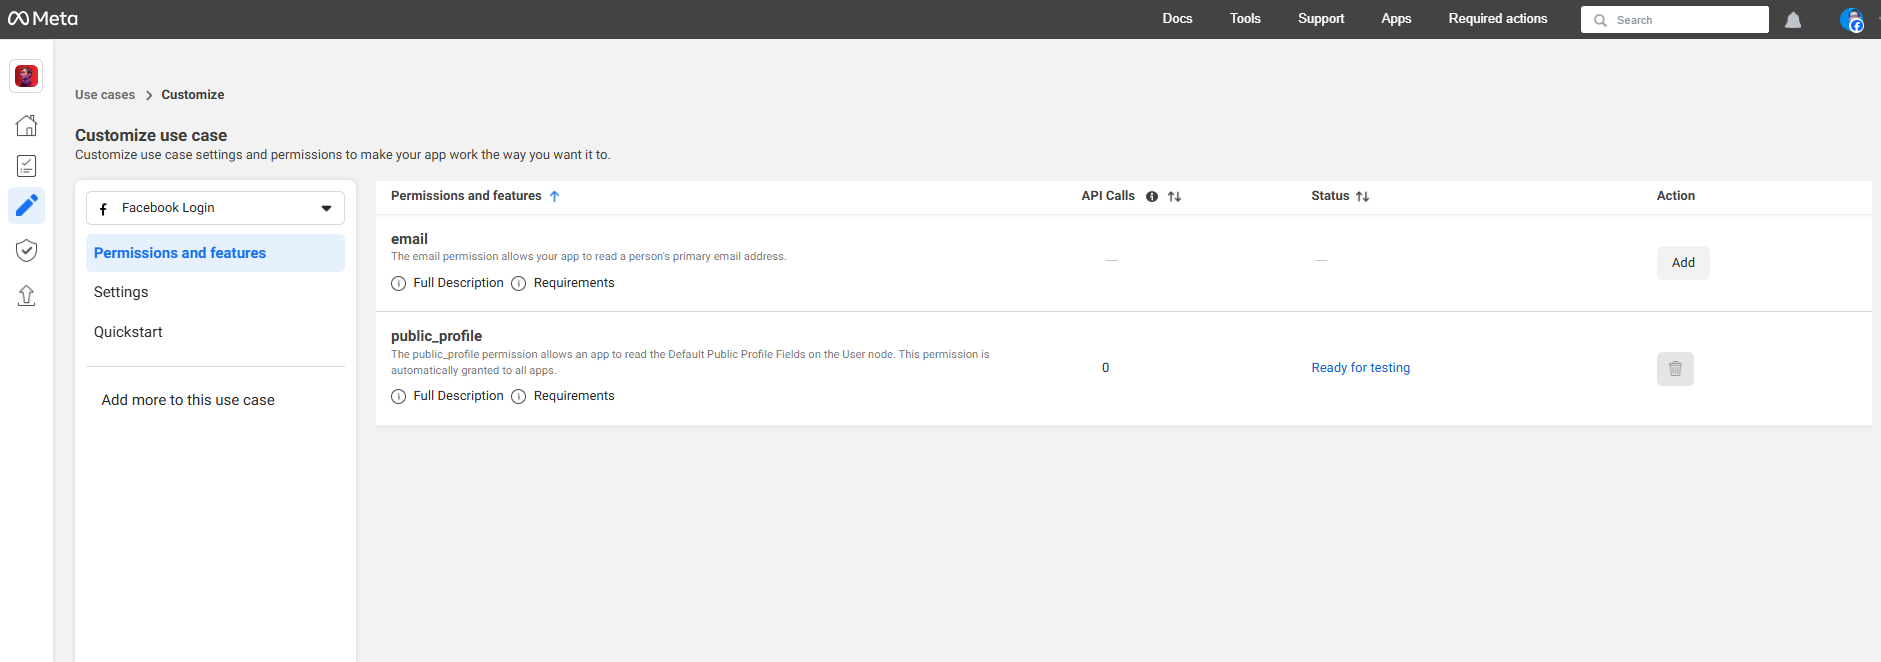 Meta
Docs
Tools
Support
Apps
Required actions
Search
Use cases
Customize
Customize use case
Customize use case settings and permissions to make your app work the way you want it to.
Facebook Login
Permissions and features
Settings
Quickstart
Add more to this use case
Permissions and features
API Calls
Status
Action
email
The email permission allows your app to read a person's primary email address.
Full Description
Requirements
—
—
Add
public_profile
The public_profile permission allows an app to read the Default Public Profile Fields on the User node. This permission is
automatically granted to all apps.
Full Description
Requirements
0
Ready for testing